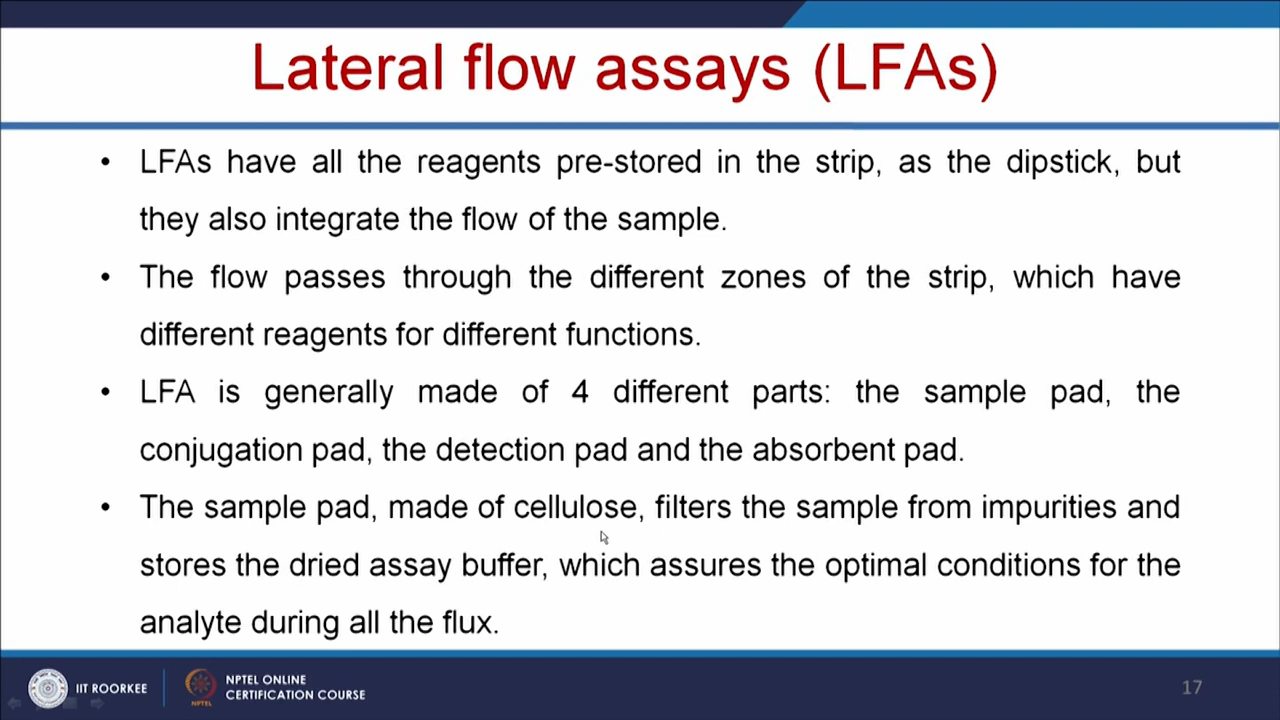 Lateral flow assays (LFAs)
• LFAs have all the reagents pre-stored in the strip, as the dipstick, but
they also integrate the flow of the sample.
• The flow passes through the different zones of the strip, which have
different reagents for different functions.
• LFA is generally made of 4 different parts: the sample pad, the
conjugation pad, the detection pad and the absorbent pad.
• The sample pad, made of cellulose, filters the sample from impurities and
stores the dried assay buffer, which assures the optimal conditions for the
analyte during all the flux.
IIT ROORKEE
NPTEL
NPTEL ONLINE
CERTIFICATION COURSE
17